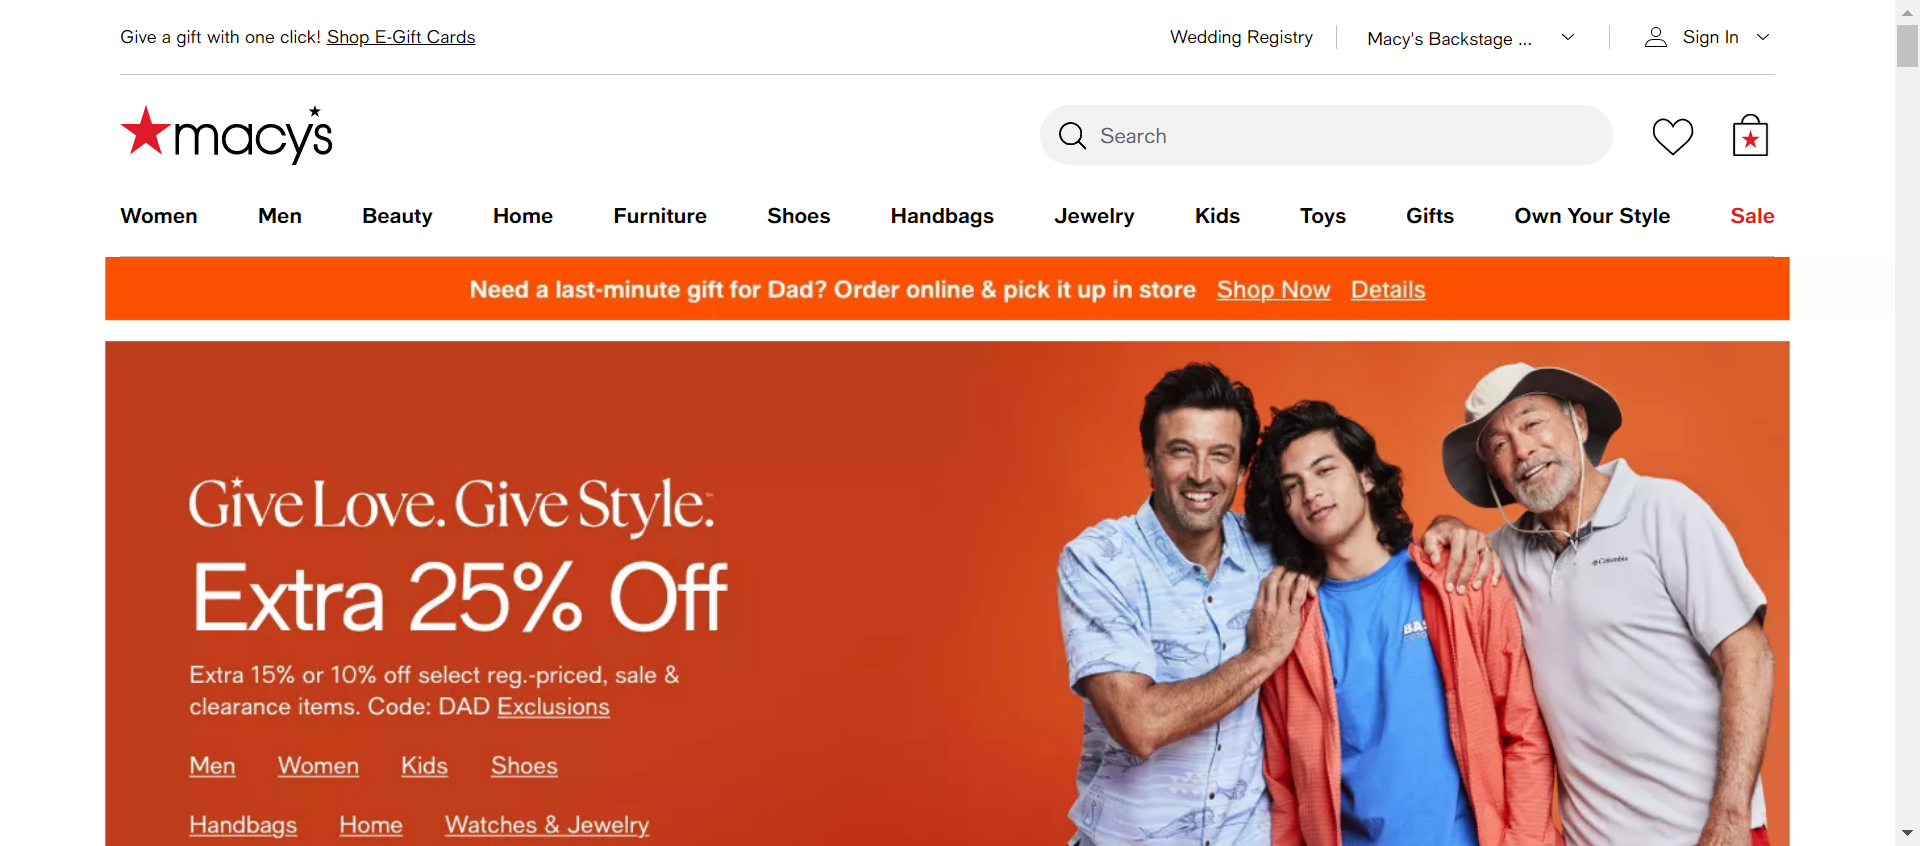 Give a gift with one click! Shop E-Gift Cards
Wedding Registry
Macy's Backstage ...
Sign In
macy's
Search
Women Men Beauty Home Furniture Shoes Handbags Jewelry Kids Toys Gifts Own Your Style Sale
Need a last-minute gift for Dad? Order online & pick it up in store Shop Now Details
Give Love. Give Style.
Extra 25% Off
Extra 15% or 10% off select reg.-priced, sale &
clearance items. Code: DAD Exclusions
Men Women Kids Shoes
Handbags Home Watches & Jewelry
Columbia